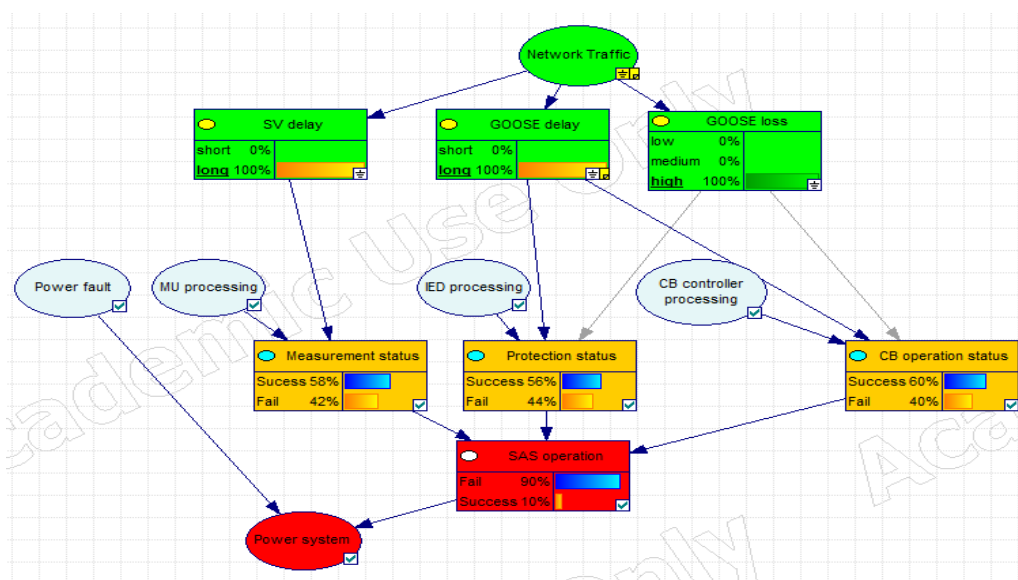 Network Traffic
SV delay
short 0%
long 100%
GOOSE delay
short 0%
long 100%
GOOSE loss
low 0%
medium 0%
high 100%
Power fault
MU processing
IED processing
CB controller
processing
Measurement status
Sucess 58%
Fail 42%
Protection status
Success 56%
Fail 44%
CB operation status
Success 60%
Fail 40%
SAS operation
Fail 90%
Success 10%
Power system
Academic Use Only
Aca
only